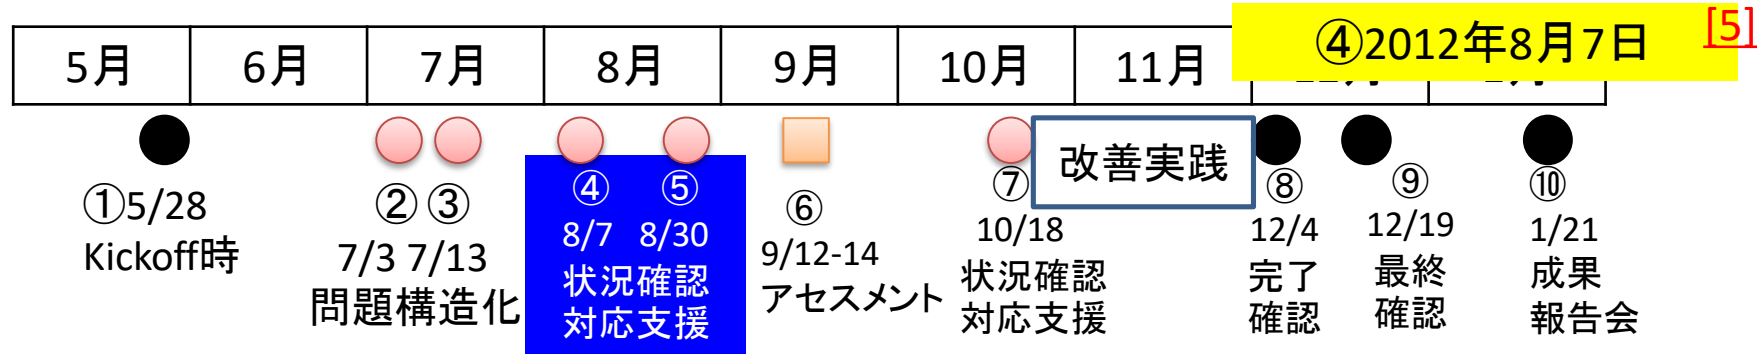 ④2012年8月7日
[5]
5月 6月 7月 8月 9月 10月 11月
改善実践
①5/28
Kickoff時
② ③
7/3 7/13
問題構造化
④ ⑤
8/7 8/30
状況確認
対応支援
⑥
9/12-14
アセスメント
⑦
10/18
状況確認
対応支援
⑧
12/4
完了
確認
⑨
12/19
最終
確認
⑩
1/21
成果
報告会